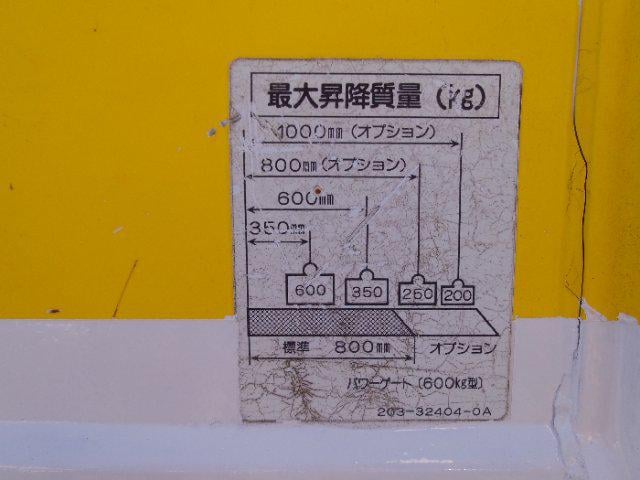 最大昇降質量 (kg)
1000mm (オプション)
800mm (オプション)
600mm
350mm
600 350 250 200
標準 800mm オプション
パワーゲート (600kg型)
203-32404-0A